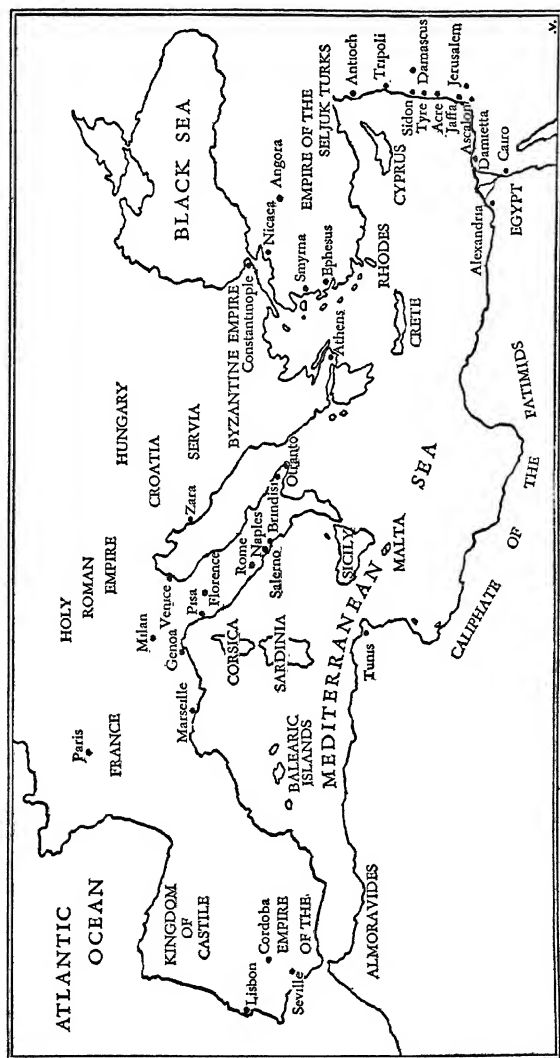 ATLANTIC
OCEAN
Paris
FRANCE
HOLY
ROMAN
EMPIRE
HUNGARY
CROATIA
SERVIA
Zara
BLACK SEA
KINGDOM
OF
CASTILE
Lisbon
Cordoba
Seville
EMPIRE
OF THE
ALMORAVIDES
Marseille
Milan
Genoa
Venice
Pisa
Florence
CORSICA
SARDINIA
BALEARIC
ISLANDS
Rome
Naples
Salerno
Brindisi
Otranto
SICILY
MALTA
MEDITERRANEAN
SEA
Tunis
BYZANTINE EMPIRE
Constantinople
Nicaea
Angora
Smyrna
Ephesus
Athens
EMPIRE OF THE
SELJUK TURKS
RHODES
CRETE
CYPRUS
Antioch
Tripoli
Sidon
Damascus
Tyre
Acre
Jaffa
Jerusalem
Ascalon
Damietta
Cairo
Alexandria
EGYPT
CALIPHATE
OF
THE
FATIMIDS